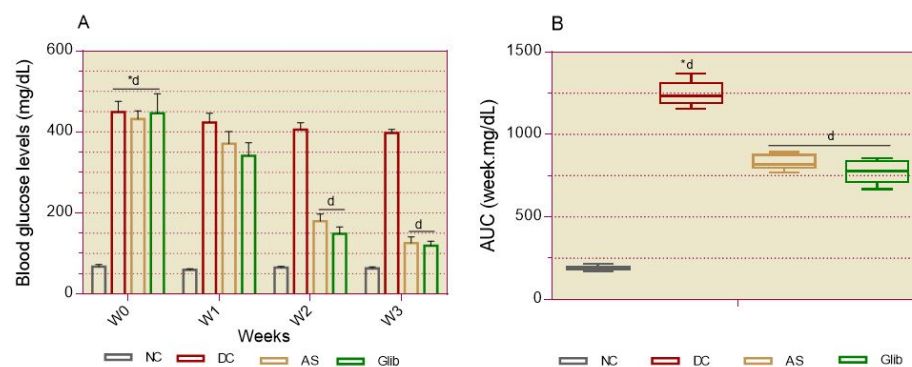 A
Blood glucose levels (mg/dL)
600
400
200
0
*d
d
d
W0
W1
W2
W3
Weeks
NC
DC
AS
Glib
B
AUC (week.mg/dL)
1500
1000
500
0
*d
d
NC
DC
AS
Glib